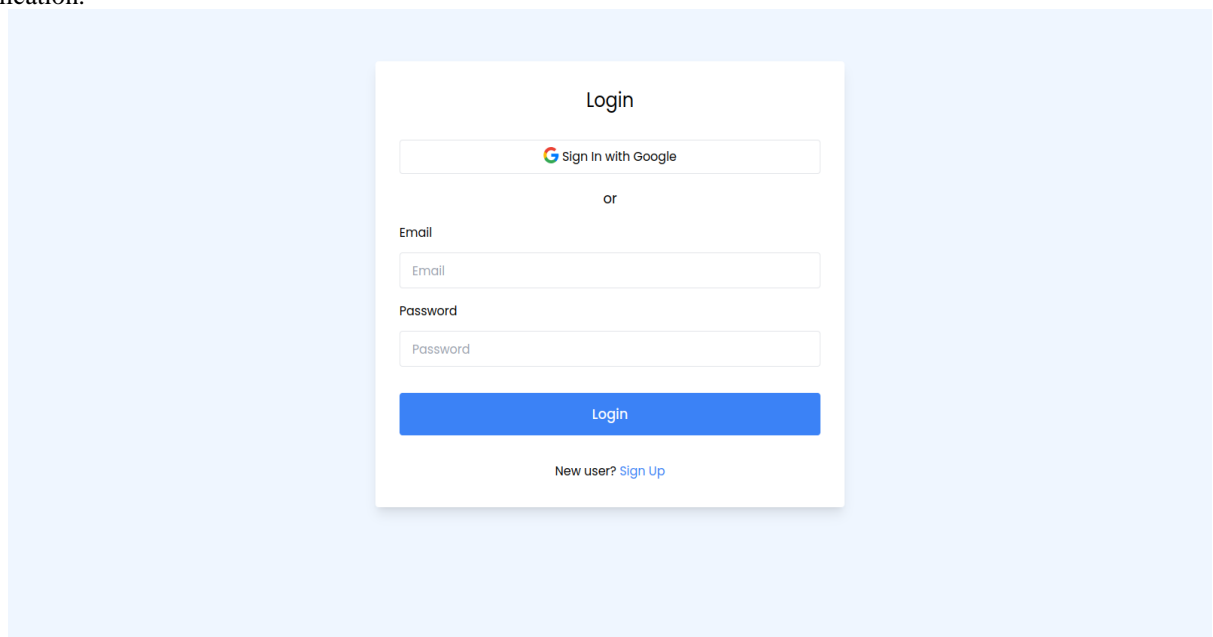 Login
Sign In with Google
or
Email
Email
Password
Password
Login
New user? Sign Up